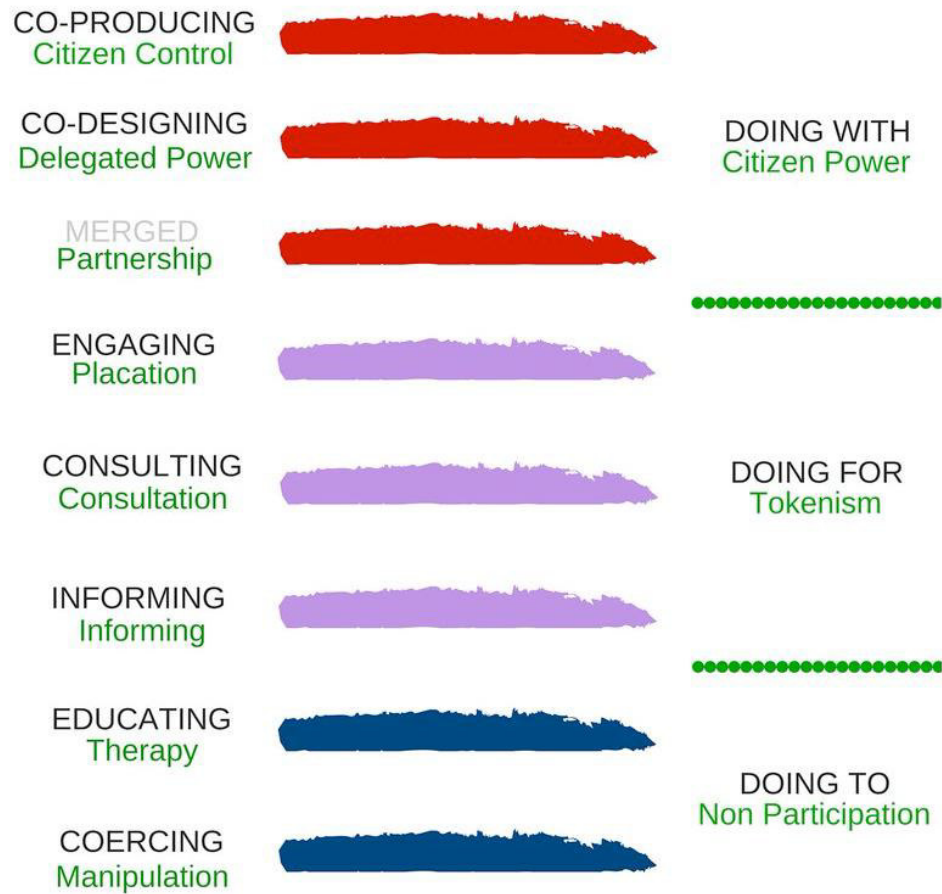 CO-PRODUCING
Citizen Control
CO-DESIGNING
Delegated Power
DOING WITH
Citizen Power
MERGED
Partnership
ENGAGING
Placation
CONSULTING
Consultation
DOING FOR
Tokenism
INFORMING
Informing
EDUCATING
Therapy
DOING TO
Non Participation
COERCING
Manipulation